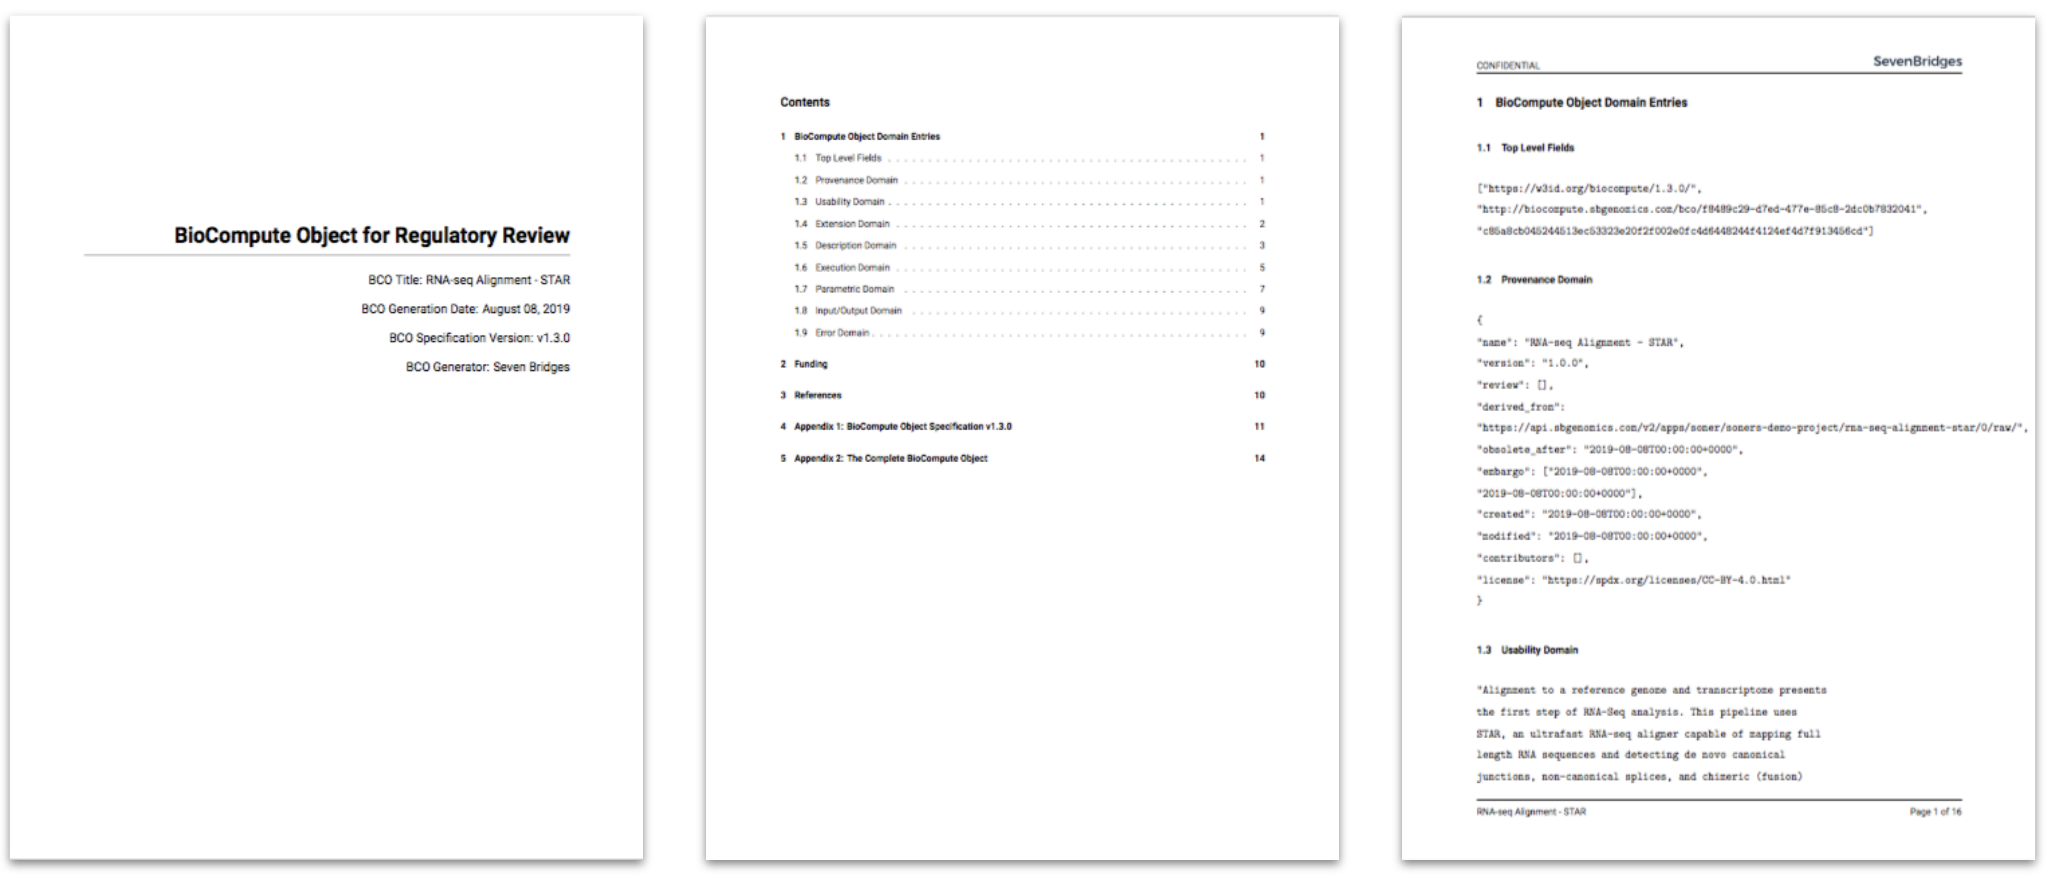 BioCompute Object for Regulatory Review
BCO Title: RNA-seq Alignment - STAR
BCO Generation Date: August 08, 2019
BCO Specification Version: v1.3.0
BCO Generator: Seven Bridges
Contents
1 BioCompute Object Domain Entries 1
1.1 Top Level Fields 1
1.2 Provenance Domain 1
1.3 Usability Domain 1
1.4 Extension Domain 2
1.5 Description Domain 3
1.6 Execution Domain 5
1.7 Parametric Domain 7
1.8 Input/Output Domain 9
1.9 Error Domain 9
2 Funding 10
3 References 10
4 Appendix 1: BioCompute Object Specification v1.3.0 11
5 Appendix 2: The Complete BioCompute Object 14
CONFIDENTIAL SevenBridges
1 BioCompute Object Domain Entries
1.1 Top Level Fields
["https://w3id.org/biocompute/1.3.0/",
"http://biocompute.sbgenomics.com/bco/f8489c29-d7ed-477e-85c8-2dc0b7832041",
"c85a8cb045244513ec53323e20f2f002e0fc4d6448244f4124ef4d7f913456cd"]
1.2 Provenance Domain
{
"name": "RNA-seq Alignment - STAR",
"version": "1.0.0",
"review": [],
"derived_from":
"https://api.sbgenomics.com/v2/apps/soner/soners-demo-project/rna-seq-alignment-star/0/raw/",
"obsolete_after": "2019-08-08T00:00:00+0000",
"embargo": ["2019-08-08T00:00:00+0000",
"2019-08-08T00:00:00+0000"],
"created": "2019-08-08T00:00:00+0000",
"modified": "2019-08-08T00:00:00+0000",
"contributors": [],
"license": "https://spdx.org/licenses/CC-BY-4.0.html"
}
1.3 Usability Domain
"Alignment to a reference genome and transcriptome presents
the first step of RNA-Seq analysis. This pipeline uses
STAR, an ultrafast RNA-seq aligner capable of mapping full
length RNA sequences and detecting de novo canonical
junctions, non-canonical splices, and chimeric (fusion)
RNA-seq Alignment - STAR Page 1 of 16